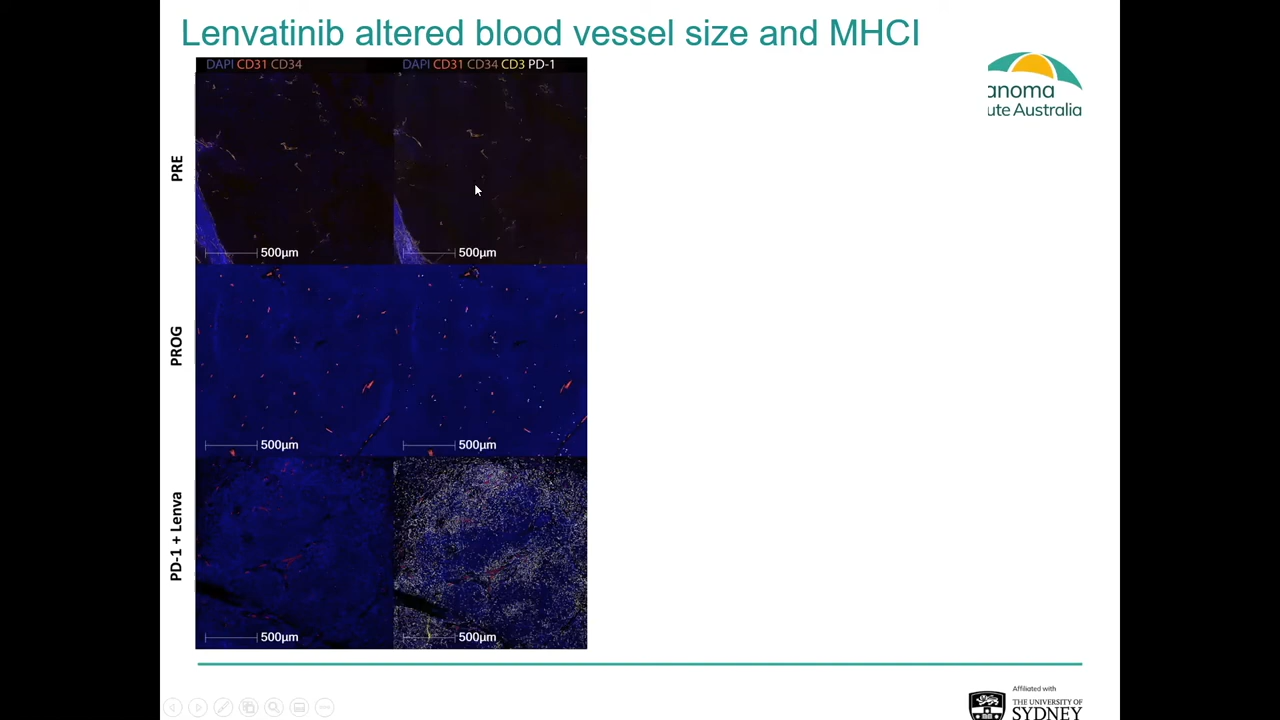 Lenvatinib altered blood vessel size and MHCI
anoma
ute Australia
DAPI CD31 CD34
DAPI CD31 CD34 CD3 PD-1
PRE
500µm
500µm
PROG
500µm
500µm
PD-1 + Lenva
500µm
500µm
Affiliated with
THE UNIVERSITY OF
SYDNEY